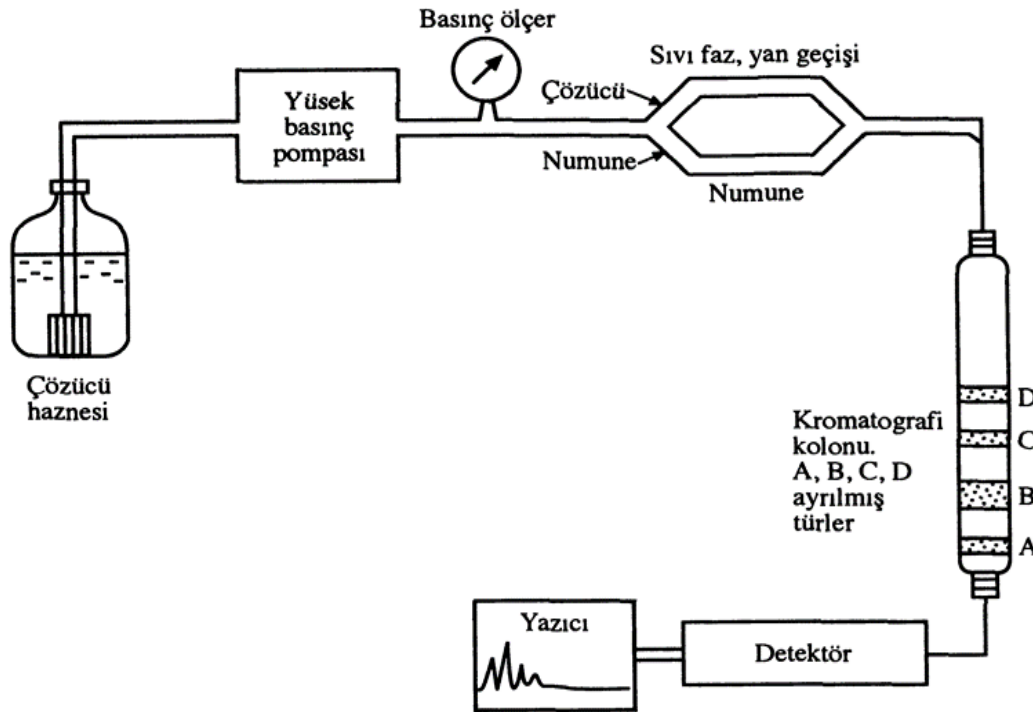 Basınç ölçer
Yüsek
basınç
pompası
Sıvı faz, yan geçişi
Çözücü
Numune
Numune
Çözücü
haznesi
Kromatografi
kolonu.
A, B, C, D
ayrılmış
türler
D
C
B
A
Yazıcı
Detektör